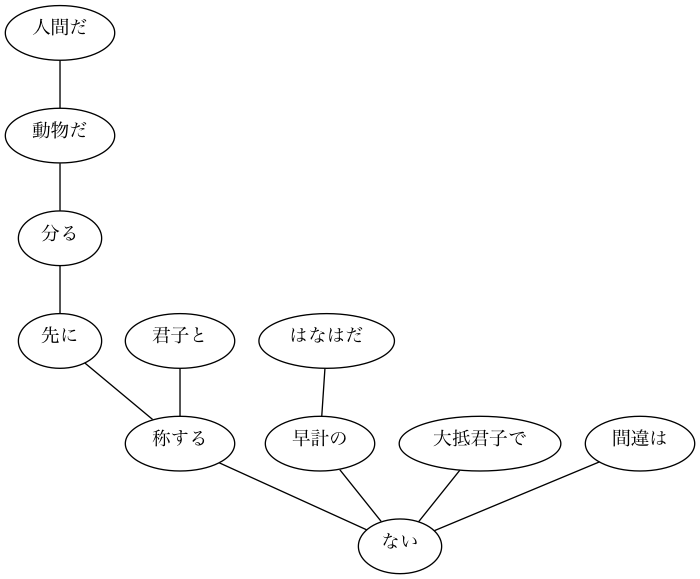 人間だ
動物だ
分る
先に
君子と
はなはだ
称する
早計の
大抵君子で
間違は
ない